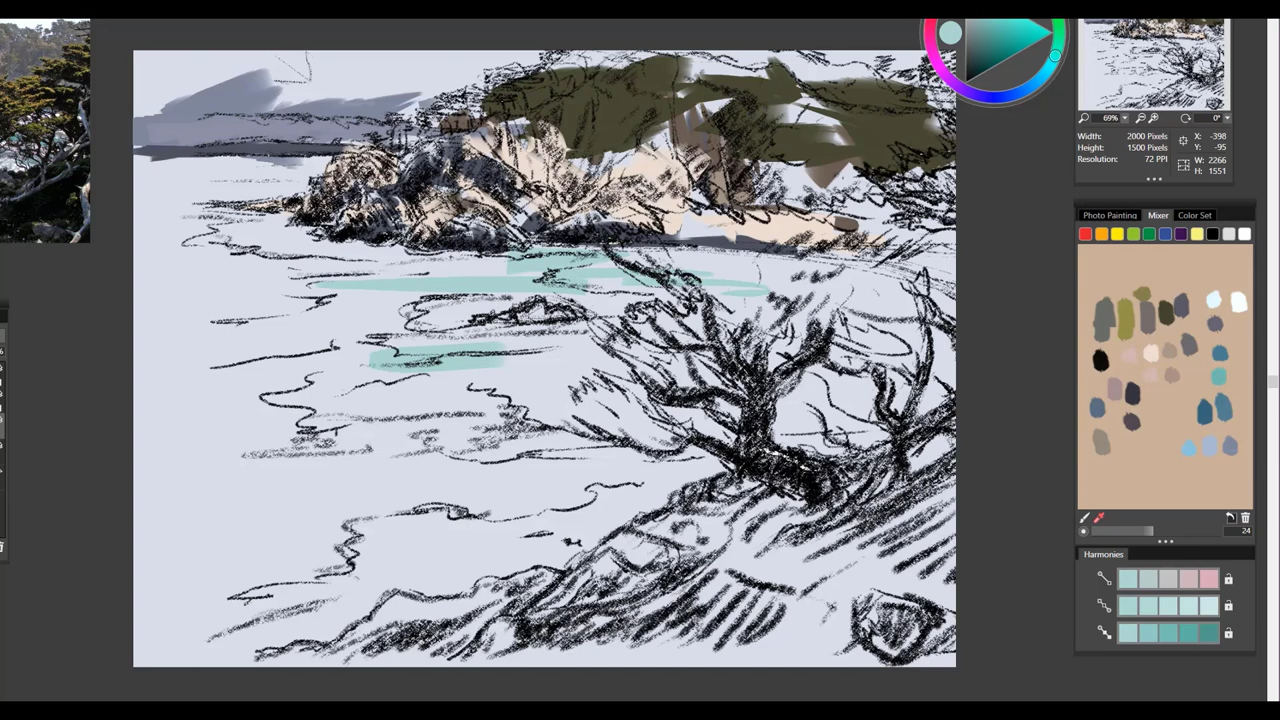 69%
0°
Width: 2000 Pixels
Height: 1500 Pixels
Resolution: 72 PPI
X: -398
Y: -95
W: 2266
H: 1551
Photo Painting Mixer Color Set
24
Harmonies
%